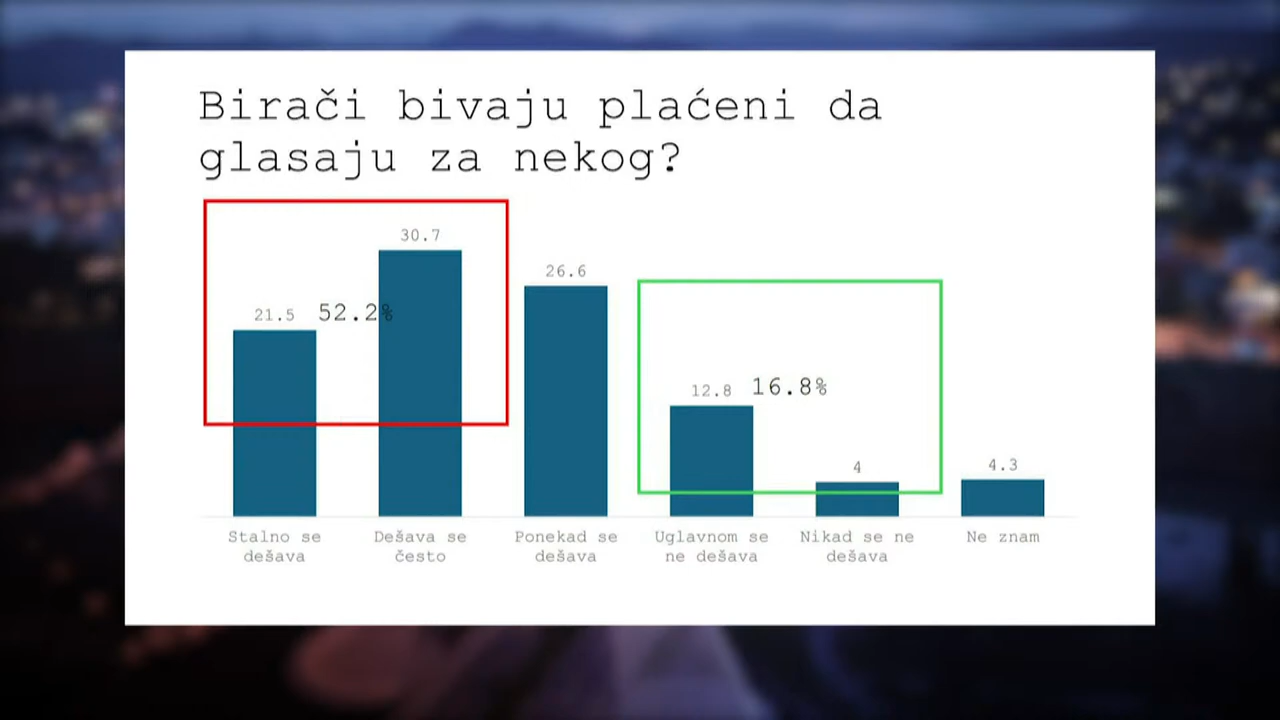 Birači bivaju plaćeni da
glasaju za nekog?
30.7
26.6
21.5
52.2%
12.8
16.8%
4
4.3
Stalno se
dešava
Dešava se
često
Ponekad se
dešava
Uglavnom se
ne dešava
Nikad se ne
dešava
Ne znam